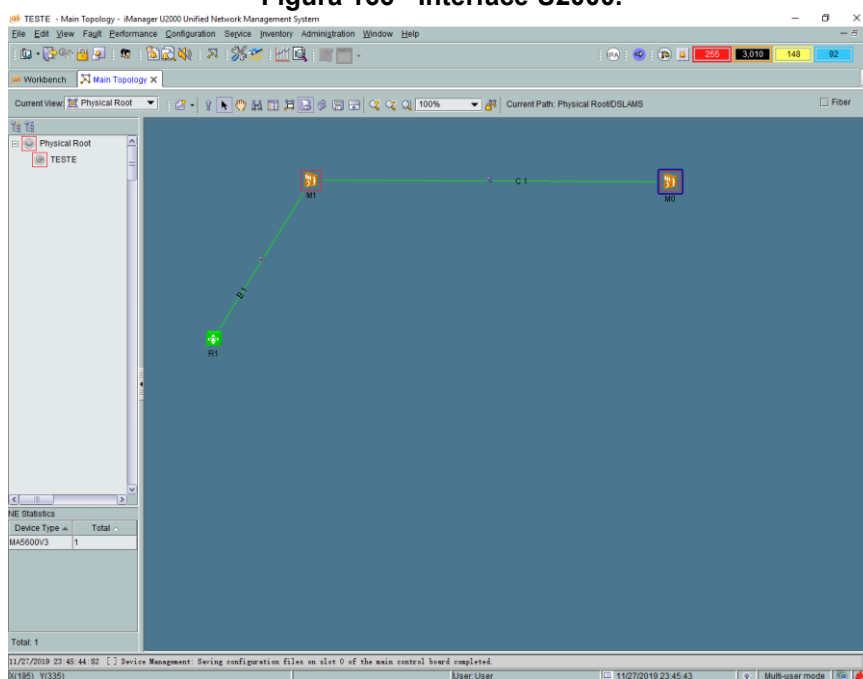 Figura 133 - Interface U2000.
TESTE - Main Topology - iManager U2000 Unified Network Management System
File Edit View Fault Performance Configuration Service Inventory Administration Window Help
255 3,010 148 92
Workbench Main Topology
Current View: Physical Root 100% Current Path: Physical Root/DSLAMS Fiber
Physical Root
TESTE
M1
C 1
M0
B 1
R1
NE Statistics
Device Type Total
MA5600V3 1
Total: 1
11/27/2019 23:45:44:52 [ ] Device Management: Saving configuration files on slot 0 of the main control board completed.
X(195) Y(335) User: User 11/27/2019 23:45:43 Multi-user mode